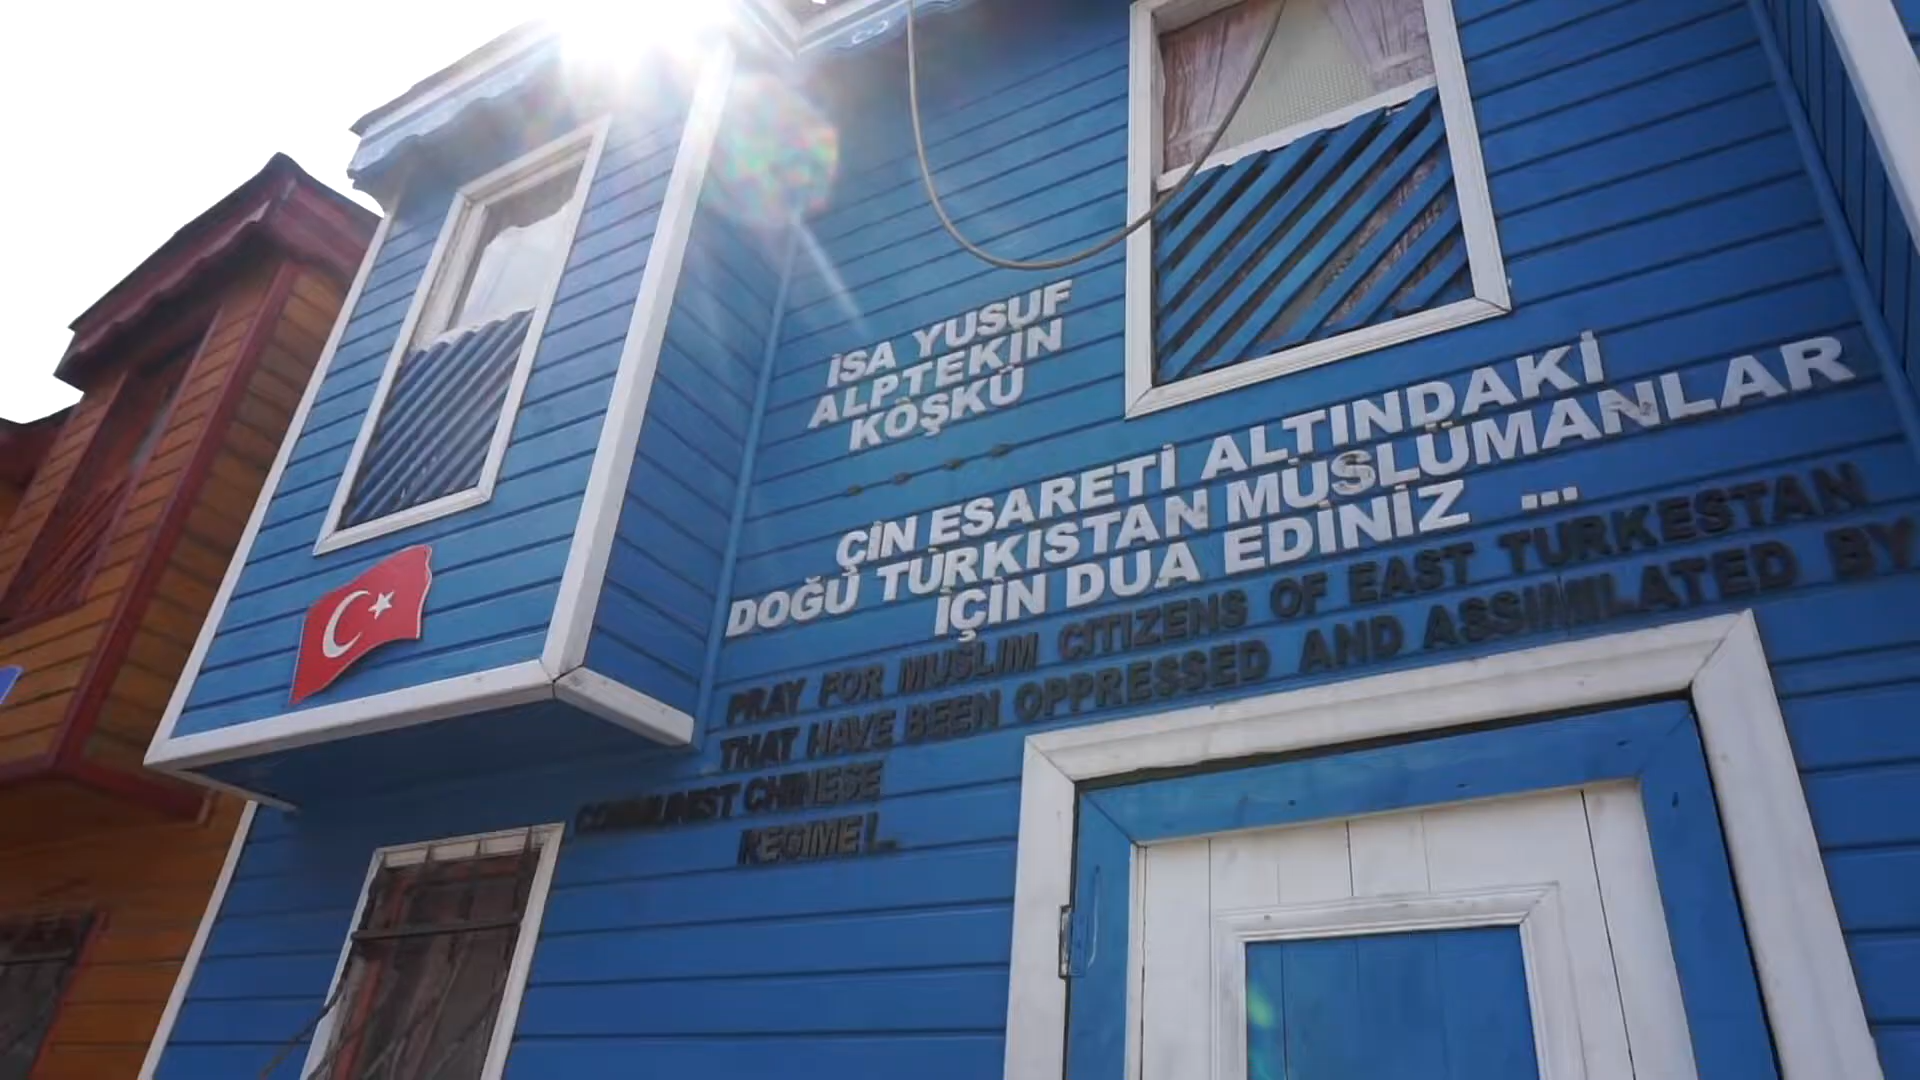 İSA YUSUF
ALPTEKİN
KÖŞKÜ
ÇİN ESARETİ ALTINDAKİ
DOĞU TÜRKİSTAN MÜSLÜMANLAR
İÇİN DUA EDİNİZ ...
PRAY FOR MUSLIM CITIZENS OF EAST TURKESTAN
THAT HAVE BEEN OPPRESSED AND ASSIMILATED BY
COMMUNIST CHINESE
REGIME!..